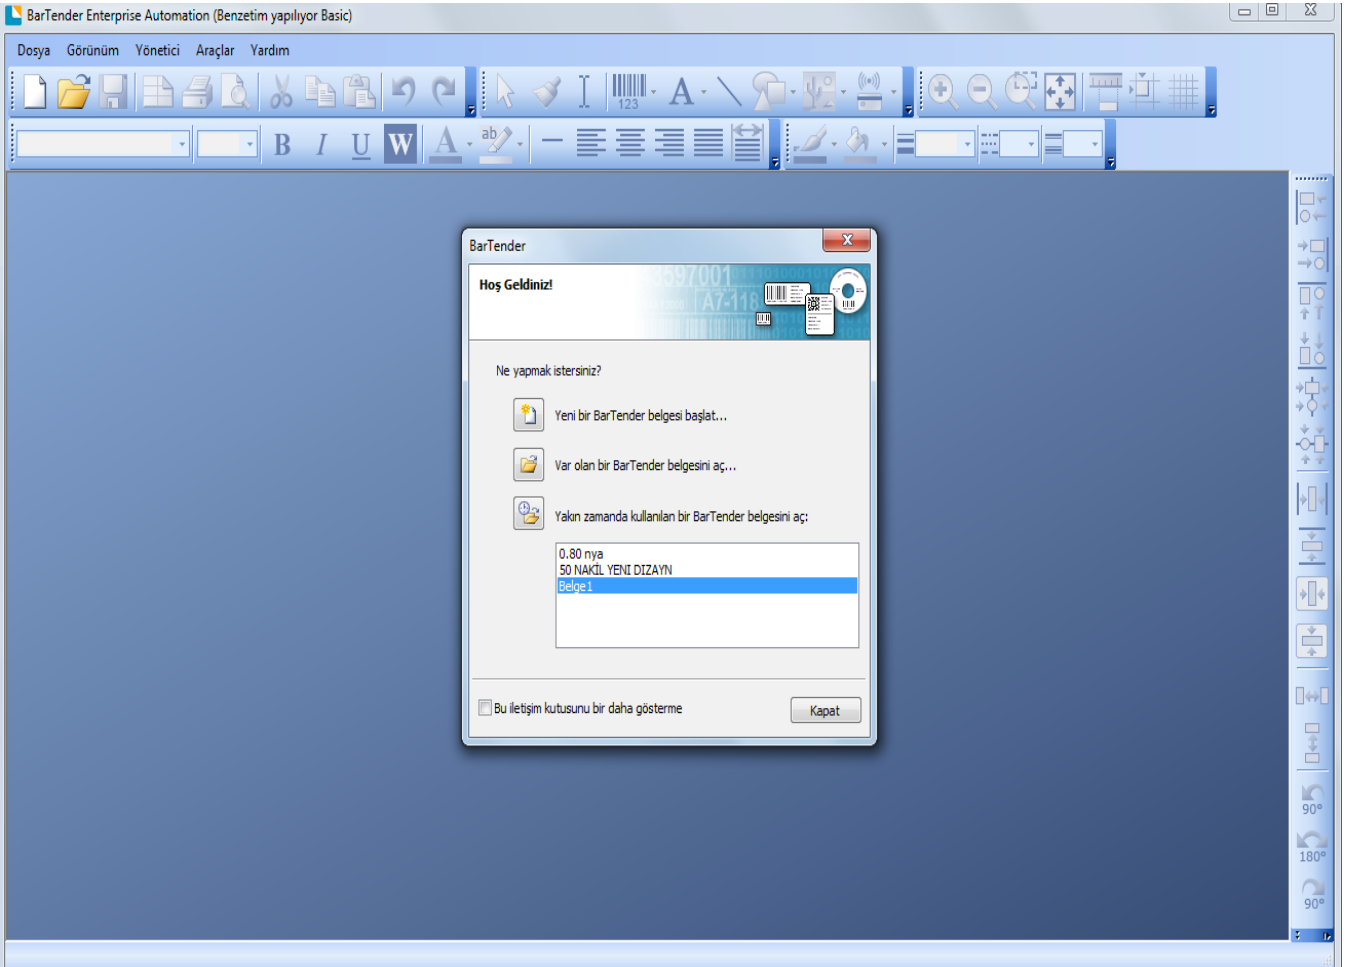 BarTender Enterprise Automation (Benzetim yapılıyor Basic)
Dosya Görünüm Yönetici Araçlar Yardım
123 A
B I U W A ab
BarTender
Hoş Geldiniz!
Ne yapmak istersiniz?
Yeni bir BarTender belgesi başlat...
Var olan bir BarTender belgesini aç...
Yakın zamanda kullanılan bir BarTender belgesini aç:
0.80 nya
50 NAKİL YENI DIZAYN
Belge1
Bu iletişim kutusunu bir daha gösterme
Kapat
90°
180°
90°